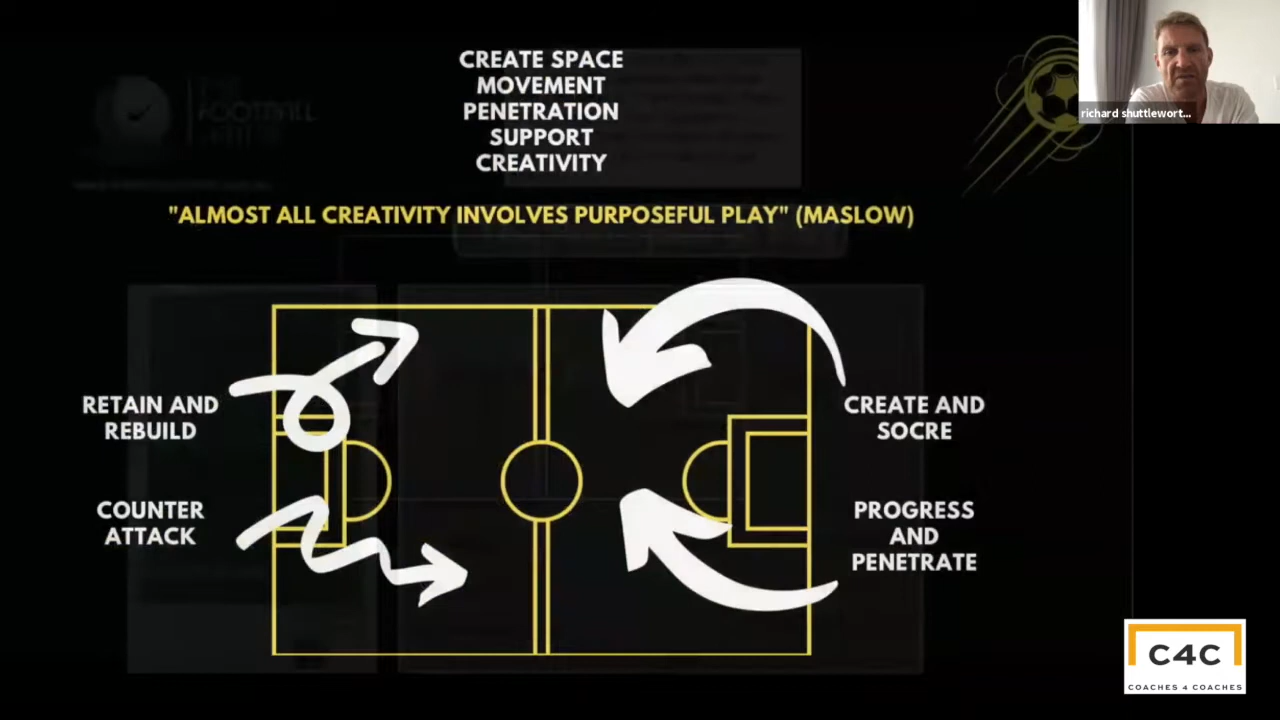 CREATE SPACE
MOVEMENT
PENETRATION
SUPPORT
CREATIVITY
richard shuttlewort...
"ALMOST ALL CREATIVITY INVOLVES PURPOSEFUL PLAY" (MASLOW)
RETAIN AND
REBUILD
CREATE AND
SOCRE
COUNTER
ATTACK
PROGRESS
AND
PENETRATE
C4C
COACHES 4 COACHES